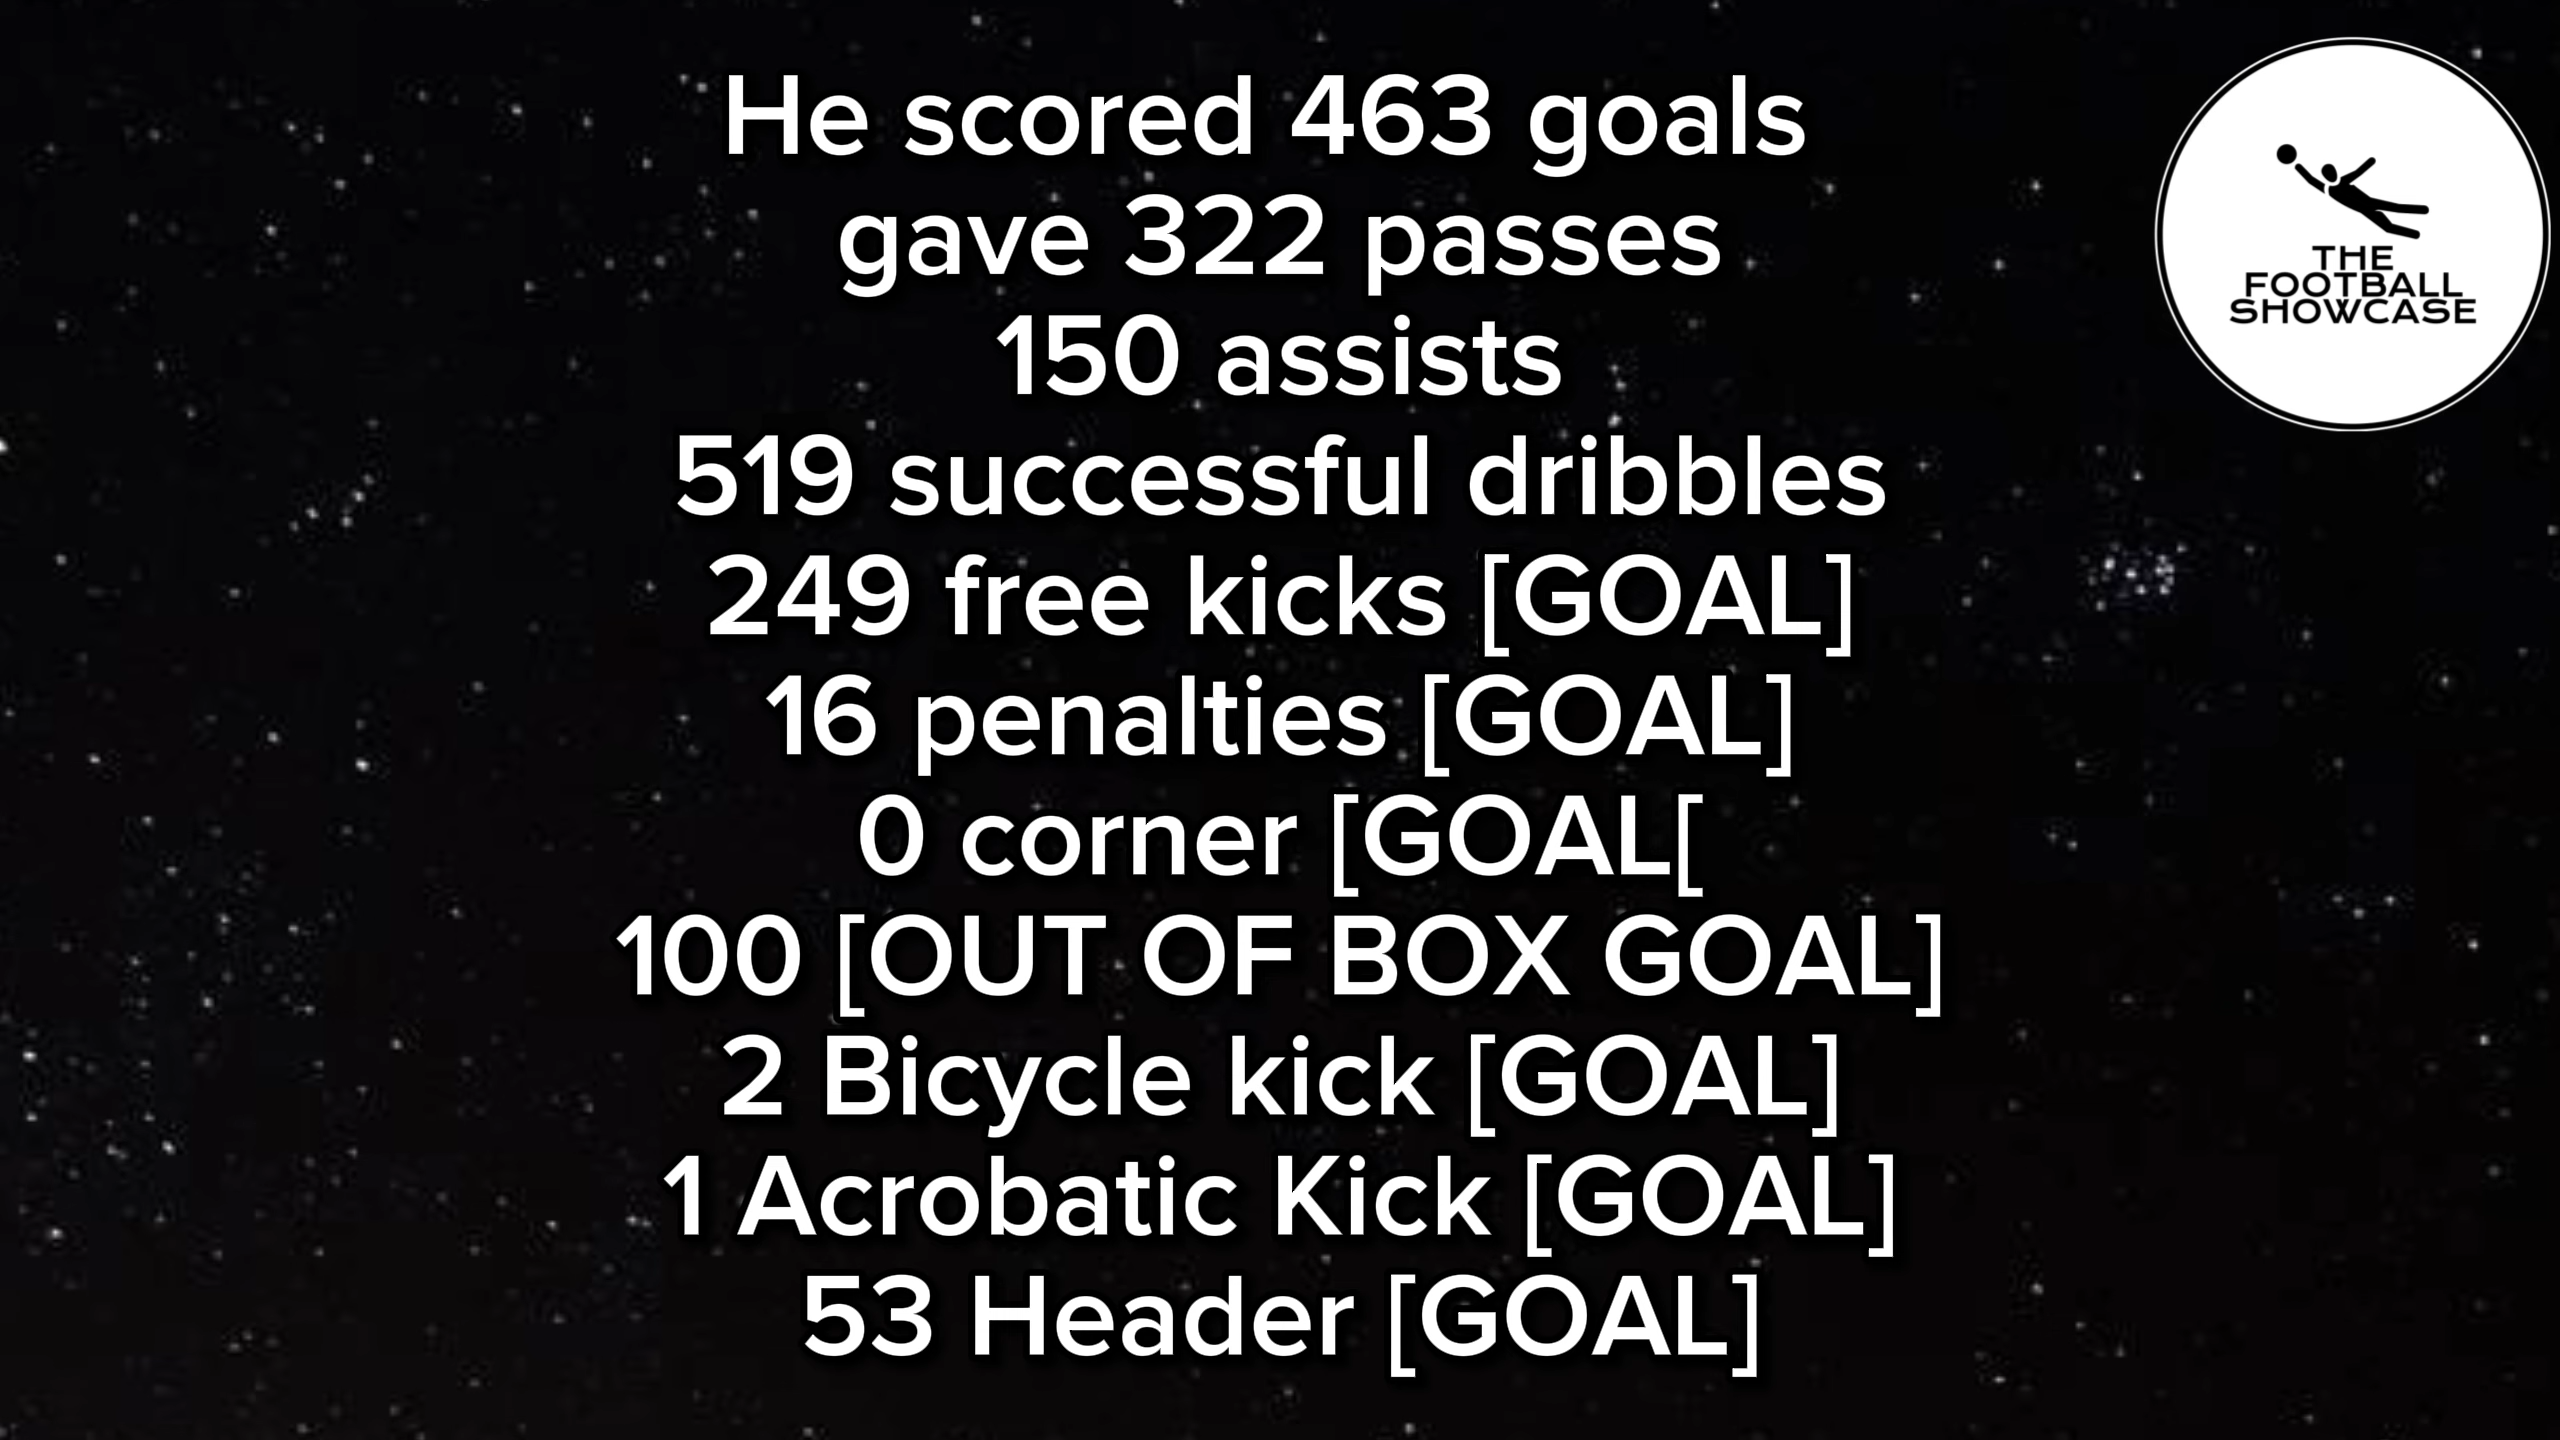 He scored 463 goals
gave 322 passes
150 assists
519 successful dribbles
249 free kicks [GOAL]
16 penalties [GOAL]
0 corner [GOAL[
100 [OUT OF BOX GOAL]
2 Bicycle kick [GOAL]
1 Acrobatic Kick [GOAL]
53 Header [GOAL]
THE
FOOTBALL
SHOWCASE